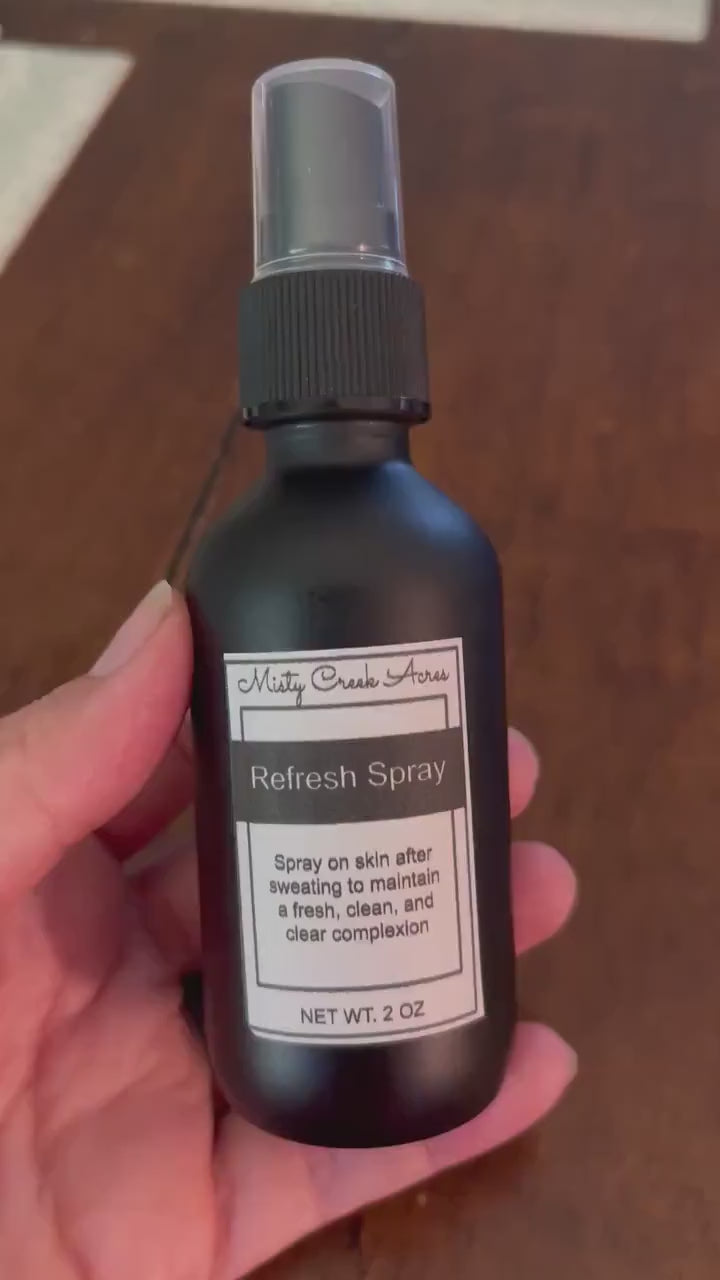 Misty Creek Acres
Refresh Spray
Spray on skin after
sweating to maintain
a fresh, clean, and
clear complexion
NET WT. 2 OZ